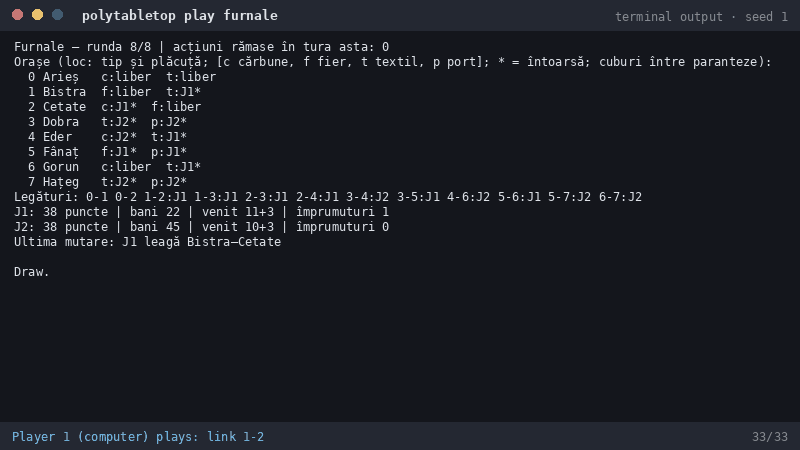 polytabletop play furnale
terminal output · seed 1
Furnale — runda 8/8 | acțiuni rămase în tura asta: 0
Orașe (loc: tip și plăcuță; [c cărbune, f fier, t textil, p port]; * = întoarsă; cuburi între paranteze):
0 Arieș c:liber t:liber
1 Bistra f:liber t:J1*
2 Cetate c:J1* f:liber
3 Dobra t:J2* p:J2*
4 Eder c:J2* t:J1*
5 Fânaț f:J1* p:J1*
6 Gorun c:liber t:J1*
7 Hațeg t:J2* p:J2*
Legături: 0-1 0-2 1-2:J1 1-3:J1 2-3:J1 2-4:J1 3-4:J2 3-5:J1 4-6:J2 5-6:J1 5-7:J2 6-7:J2
J1: 38 puncte | bani 22 | venit 11+3 | împrumuturi 1
J2: 38 puncte | bani 45 | venit 10+3 | împrumuturi 0
Ultima mutare: J1 leagă Bistra—Cetate
Draw.
Player 1 (computer) plays: link 1-2
33/33